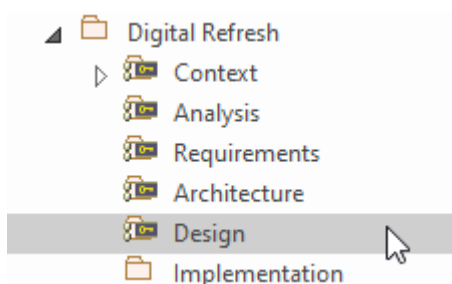 Digital Refresh
Context
Analysis
Requirements
Architecture
Design
Implementation